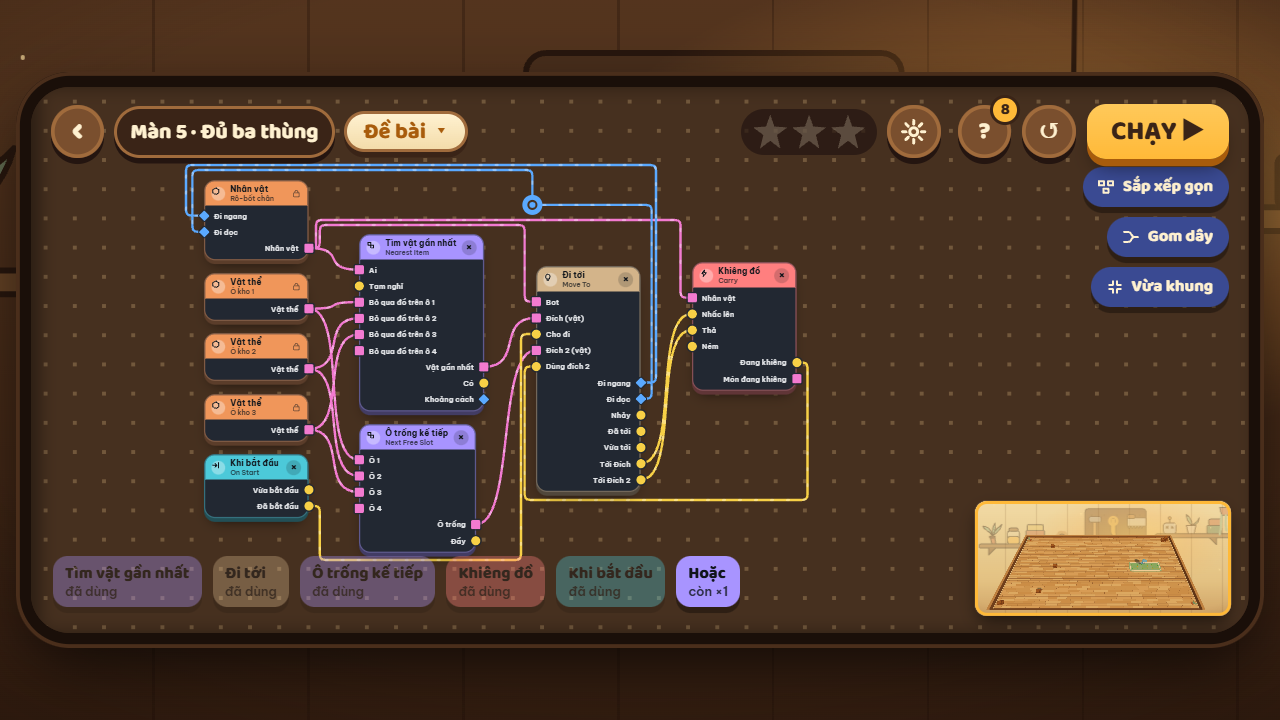 Màn 5 · Đủ ba thùng
Đề bài
?
8
CHẠY
Sắp xếp gọn
Gom dây
Vừa khung
Nhân vật
Rô-bốt chân
Đi ngang
Đi dọc
Nhân vật
Vật thể
Ô kho 1
Vật thể
Vật thể
Ô kho 2
Vật thể
Vật thể
Ô kho 3
Vật thể
Khi bắt đầu
On Start
Vừa bắt đầu
Đã bắt đầu
Tìm vật gần nhất
Nearest Item
Ai
Tạm nghỉ
Bỏ qua đồ trên ô 1
Bỏ qua đồ trên ô 2
Bỏ qua đồ trên ô 3
Bỏ qua đồ trên ô 4
Vật gần nhất
Có
Khoảng cách
Ô trống kế tiếp
Next Free Slot
Ô 1
Ô 2
Ô 3
Ô 4
Ô trống
Đầy
Đi tới
Move To
Bot
Đích (vật)
Cho đi
Đích 2 (vật)
Dùng đích 2
Đi ngang
Đi dọc
Nhảy
Đã tới
Vừa tới
Tới Đích
Tới Đích 2
Khiêng đồ
Carry
Nhân vật
Nhấc lên
Thả
Ném
Đang khiêng
Món đang khiêng
Tìm vật gần nhất
đã dùng
Đi tới
đã dùng
Ô trống kế tiếp
đã dùng
Khiêng đồ
đã dùng
Khi bắt đầu
đã dùng
Hoặc
còn ×1